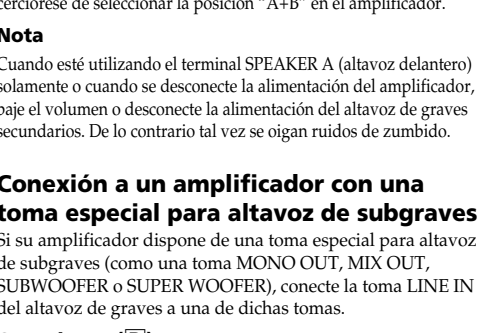 cerciórese de seleccionar la posición "A+B" en el amplificador.
Nota
Cuando esté utilizando el terminal SPEAKER A (altavoz delantero)
solamente o cuando se desconecte la alimentación del amplificador,
baje el volumen o desconecte la alimentación del altavoz de graves
secundarios. De lo contrario tal vez se oigan ruidos de zumbido.
Conexión a un amplificador con una
toma especial para altavoz de subgraves
Si su amplificador dispone de una toma especial para altavoz
de subgraves (como una toma MONO OUT, MIX OUT,
SUBWOOFER o SUPER WOOFER), conecte la toma LINE IN
del altavoz de graves a una de dichas tomas.